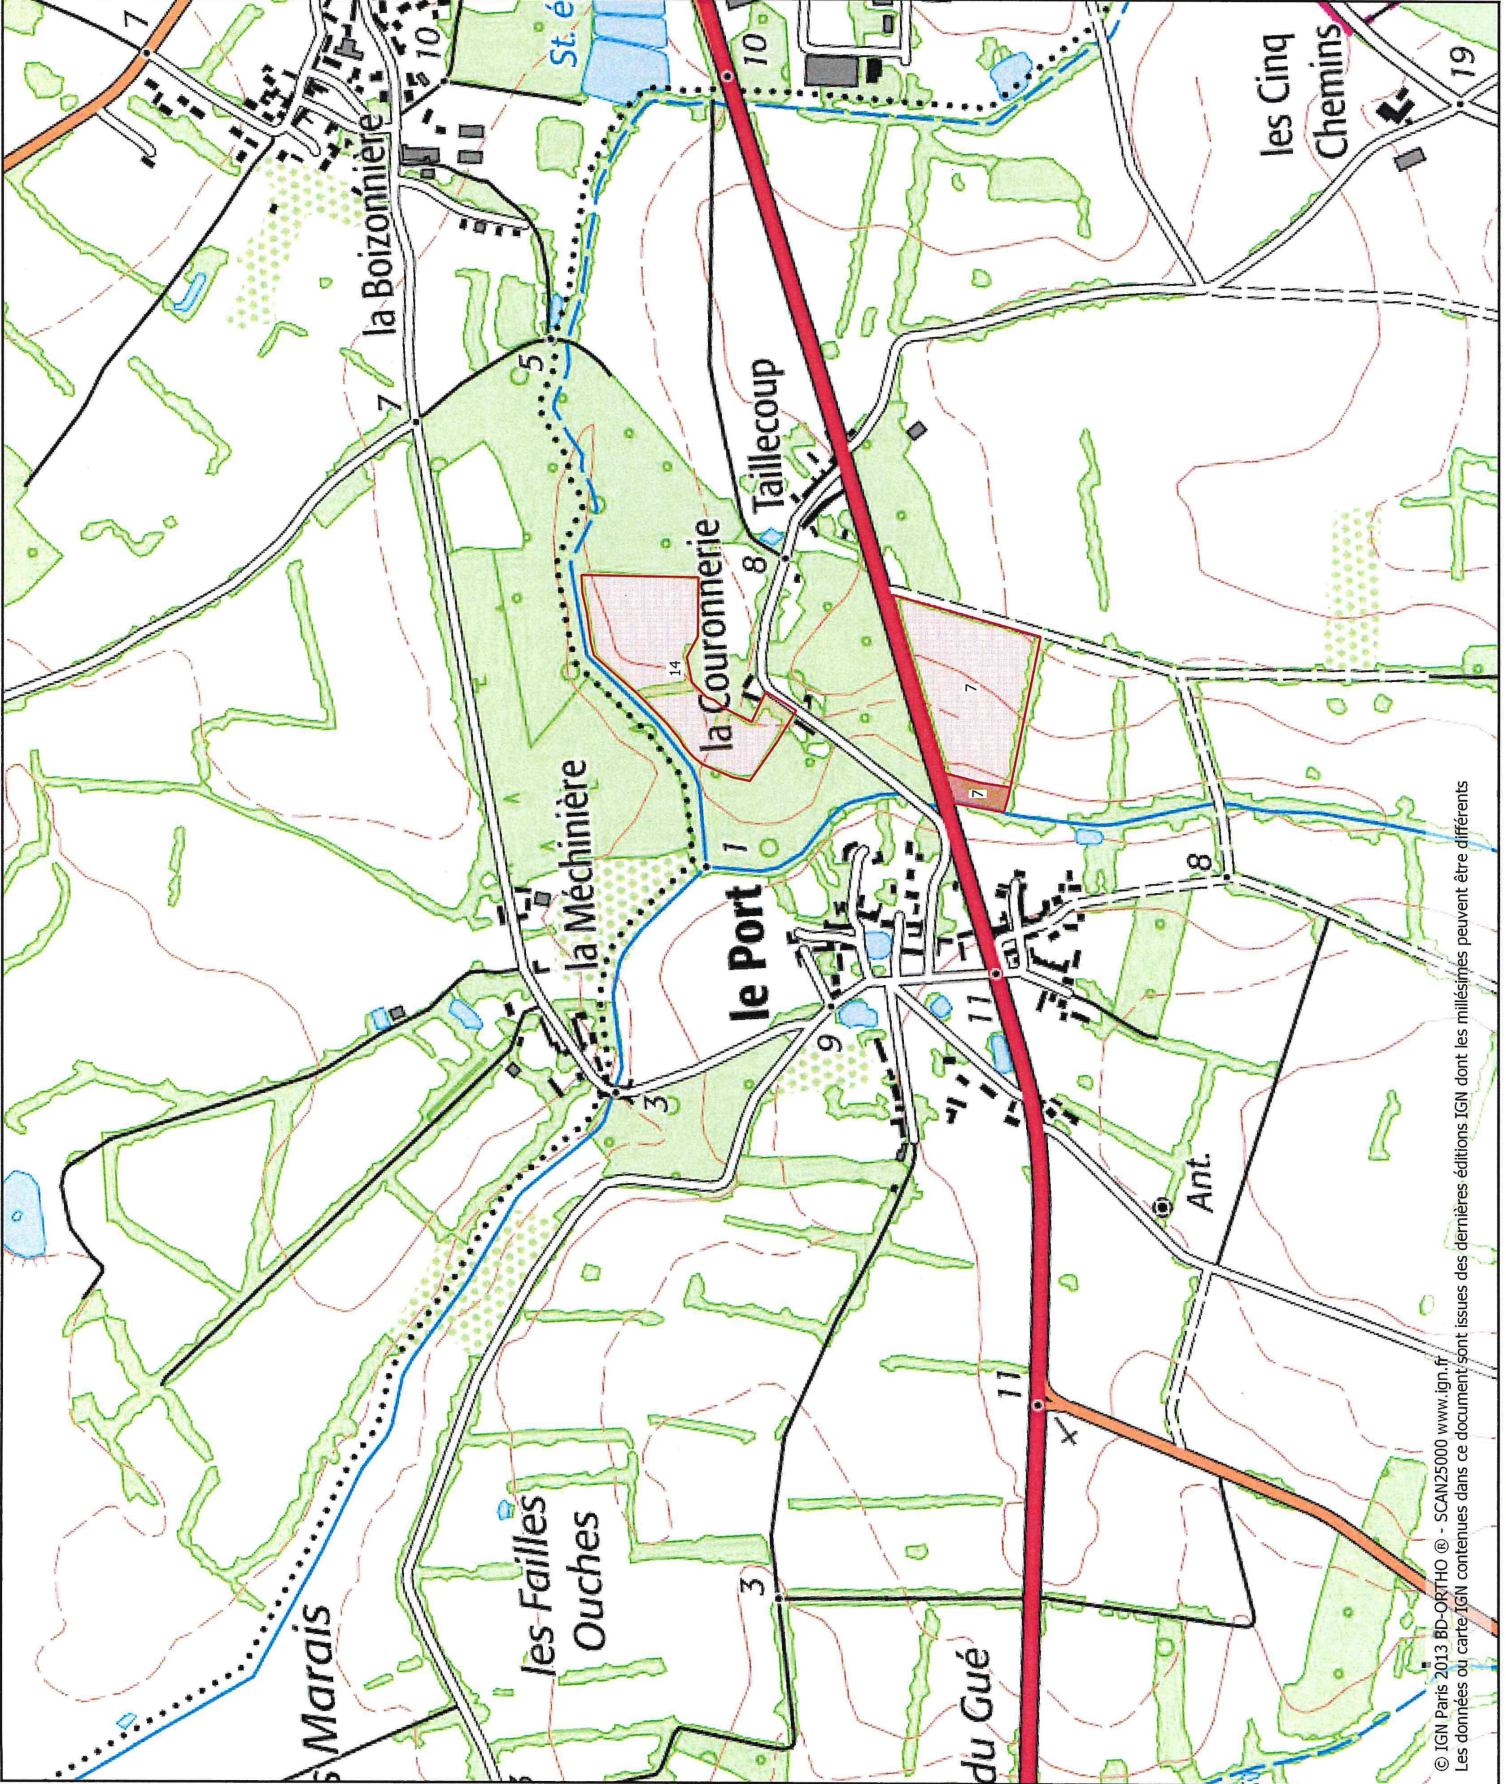 Marais
la Boizonnière
7
10
les Failles
Ouches
la Méchinière
5
St. é
3
14
la Couronnerie
le Port
1
3
8
Taillecoup
10
9
du Gué
11
11
7
7
Ant.
8
les Cinq
Chemins
19
© IGN Paris 2013 BD-ORTHO ® - SCAN25000 www.ign.fr
Les données ou carte IGN contenues dans ce document sont issues des dernières éditions IGN dont les millésimes peuvent être différents